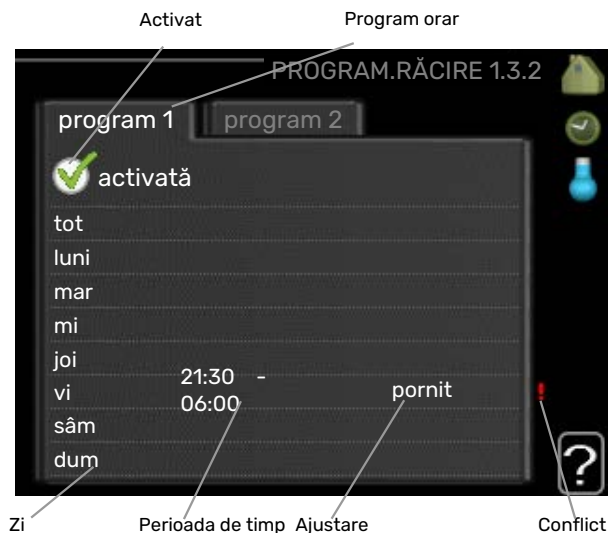 Activat Program orar
PROGRAM.RĂCIRE 1.3.2
program 1 program 2
activată
tot
luni
mar
mi
joi
vi 21:30 - 06:00 pornit !
sâm
dum
?
Zi Perioada de timp Ajustare Conflict